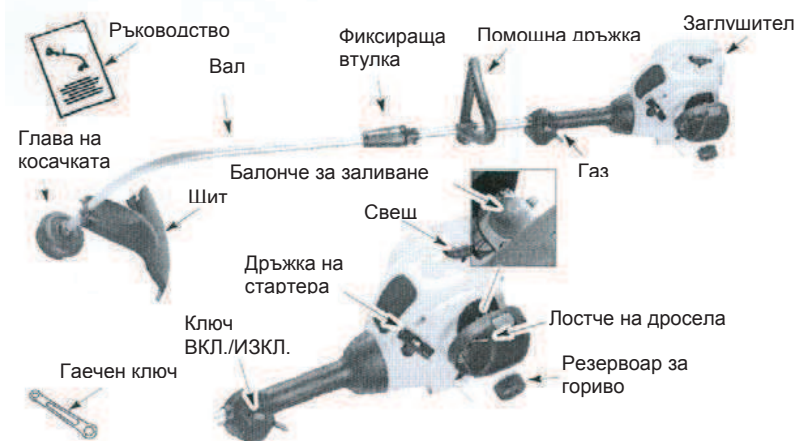 Ръководство
Вал
Фиксираща
втулка
Помощна дръжка
Заглушител
Глава на
косачката
Щит
Балонче за заливане
Газ
Свещ
Дръжка на
стартера
Ключ
ВКЛ./ИЗКЛ.
Лостче на дросела
Резервоар за
гориво
Гаечен ключ